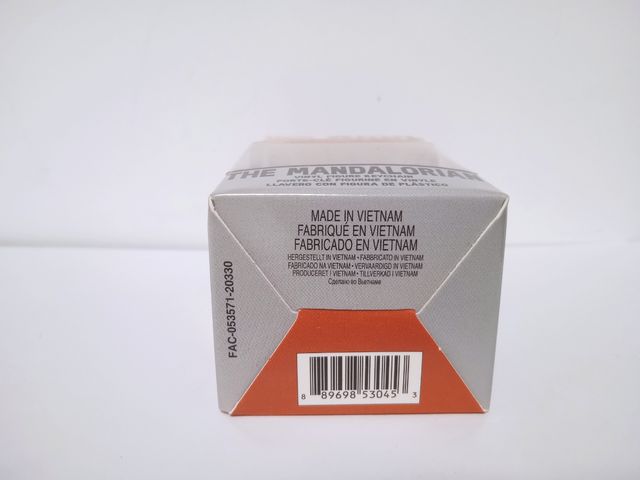 THE MANDALORIAN
VINYL FIGURE KEYCHAIN
PORTE-CLÉ FIGURINE EN VINYLE
LLAVERO CON FIGURA DE PLÁSTICO
MADE IN VIETNAM
FABRIQUÉ EN VIETNAM
FABRICADO EN VIETNAM
HERGESTELLT IN VIETNAM • FABBRICATO IN VIETNAM
FABRICADO NA VIETNAM • VERVAARDIGD IN VIETNAM
PRODUCERET I VIETNAM • TILLVERKAD I VIETNAM
Сделано во Вьетнаме
FAC-053571-20330
8 89698 53045 3